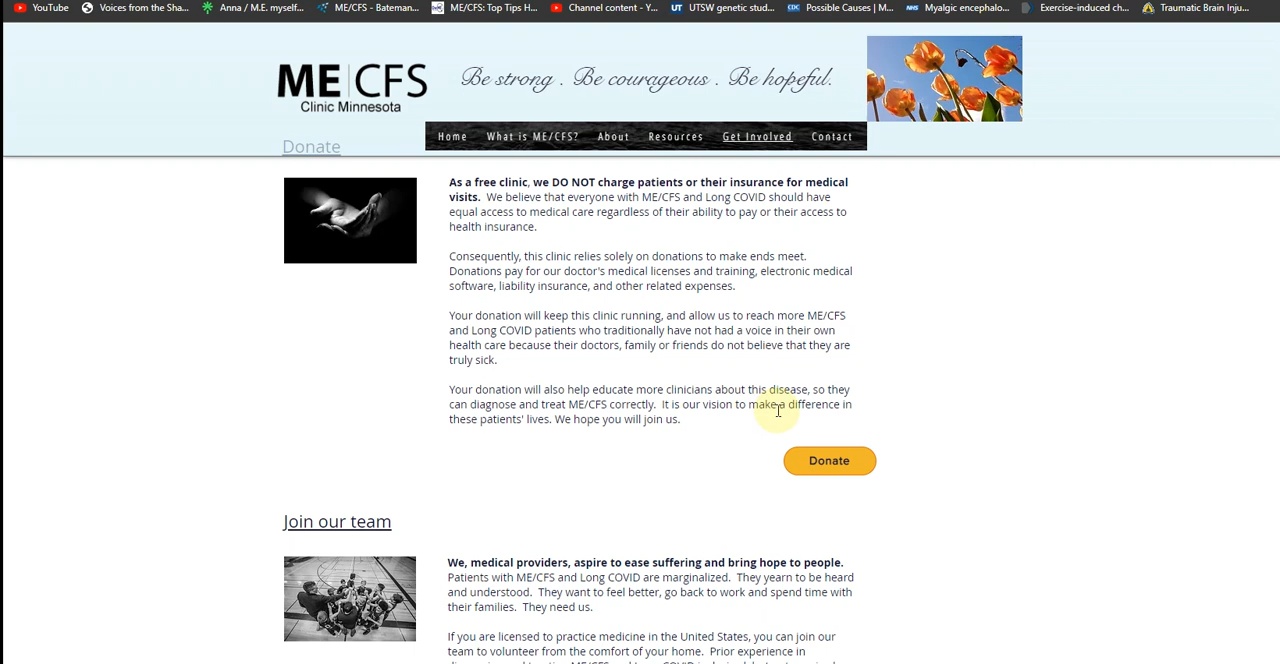 YouTube Voices from the Sha... Anna / M.E. myself... ME/CFS - Bateman... ME/CFS: Top Tips H... Channel content - Y... UT UTSW genetic stud... CDC Possible Causes | M... NHS Myalgic encephalo... Exercise-induced ch... Traumatic Brain Inju...
ME|CFS
Clinic Minnesota
Be strong . Be courageous . Be hopeful.
Home What is ME/CFS? About Resources Get Involved Contact
Donate
As a free clinic, we DO NOT charge patients or their insurance for medical
visits. We believe that everyone with ME/CFS and Long COVID should have
equal access to medical care regardless of their ability to pay or their access to
health insurance.
Consequently, this clinic relies solely on donations to make ends meet.
Donations pay for our doctor's medical licenses and training, electronic medical
software, liability insurance, and other related expenses.
Your donation will keep this clinic running, and allow us to reach more ME/CFS
and Long COVID patients who traditionally have not had a voice in their own
health care because their doctors, family or friends do not believe that they are
truly sick.
Your donation will also help educate more clinicians about this disease, so they
can diagnose and treat ME/CFS correctly. It is our vision to make a difference in
these patients' lives. We hope you will join us.
Donate
Join our team
We, medical providers, aspire to ease suffering and bring hope to people.
Patients with ME/CFS and Long COVID are marginalized. They yearn to be heard
and understood. They want to feel better, go back to work and spend time with
their families. They need us.
If you are licensed to practice medicine in the United States, you can join our
team to volunteer from the comfort of your home. Prior experience in